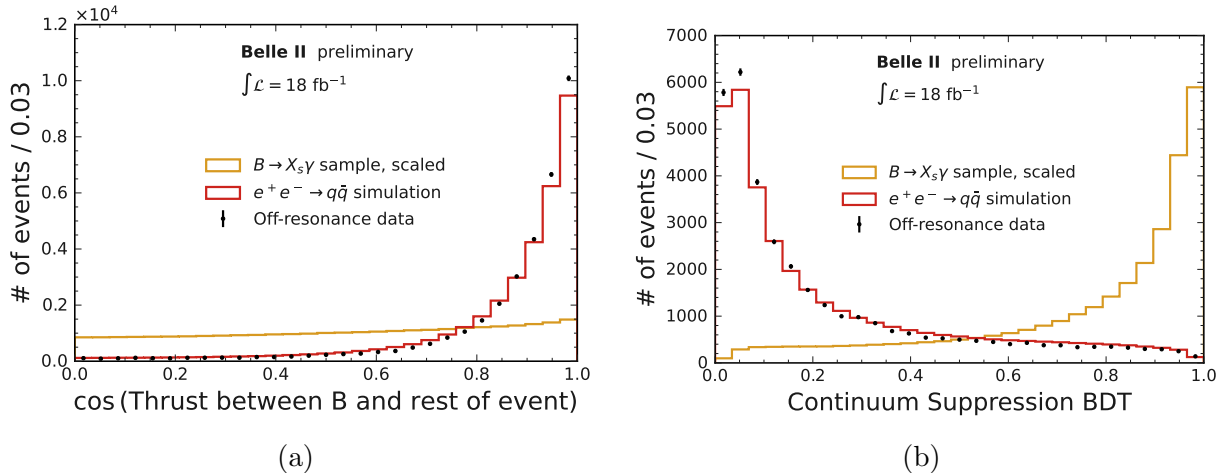 ×10⁴
1.2
1.0
0.8
0.6
0.4
0.2
0.0
# of events / 0.03
Belle II preliminary
∫ℒ = 18 fb⁻¹
B → Xₛγ sample, scaled
e⁺e⁻ → qq̄ simulation
Off-resonance data
0.0 0.2 0.4 0.6 0.8 1.0
cos (Thrust between B and rest of event)
(a)
7000
6000
5000
4000
3000
2000
1000
0
# of events / 0.03
Belle II preliminary
∫ℒ = 18 fb⁻¹
B → Xₛγ sample, scaled
e⁺e⁻ → qq̄ simulation
Off-resonance data
0.0 0.2 0.4 0.6 0.8 1.0
Continuum Suppression BDT
(b)